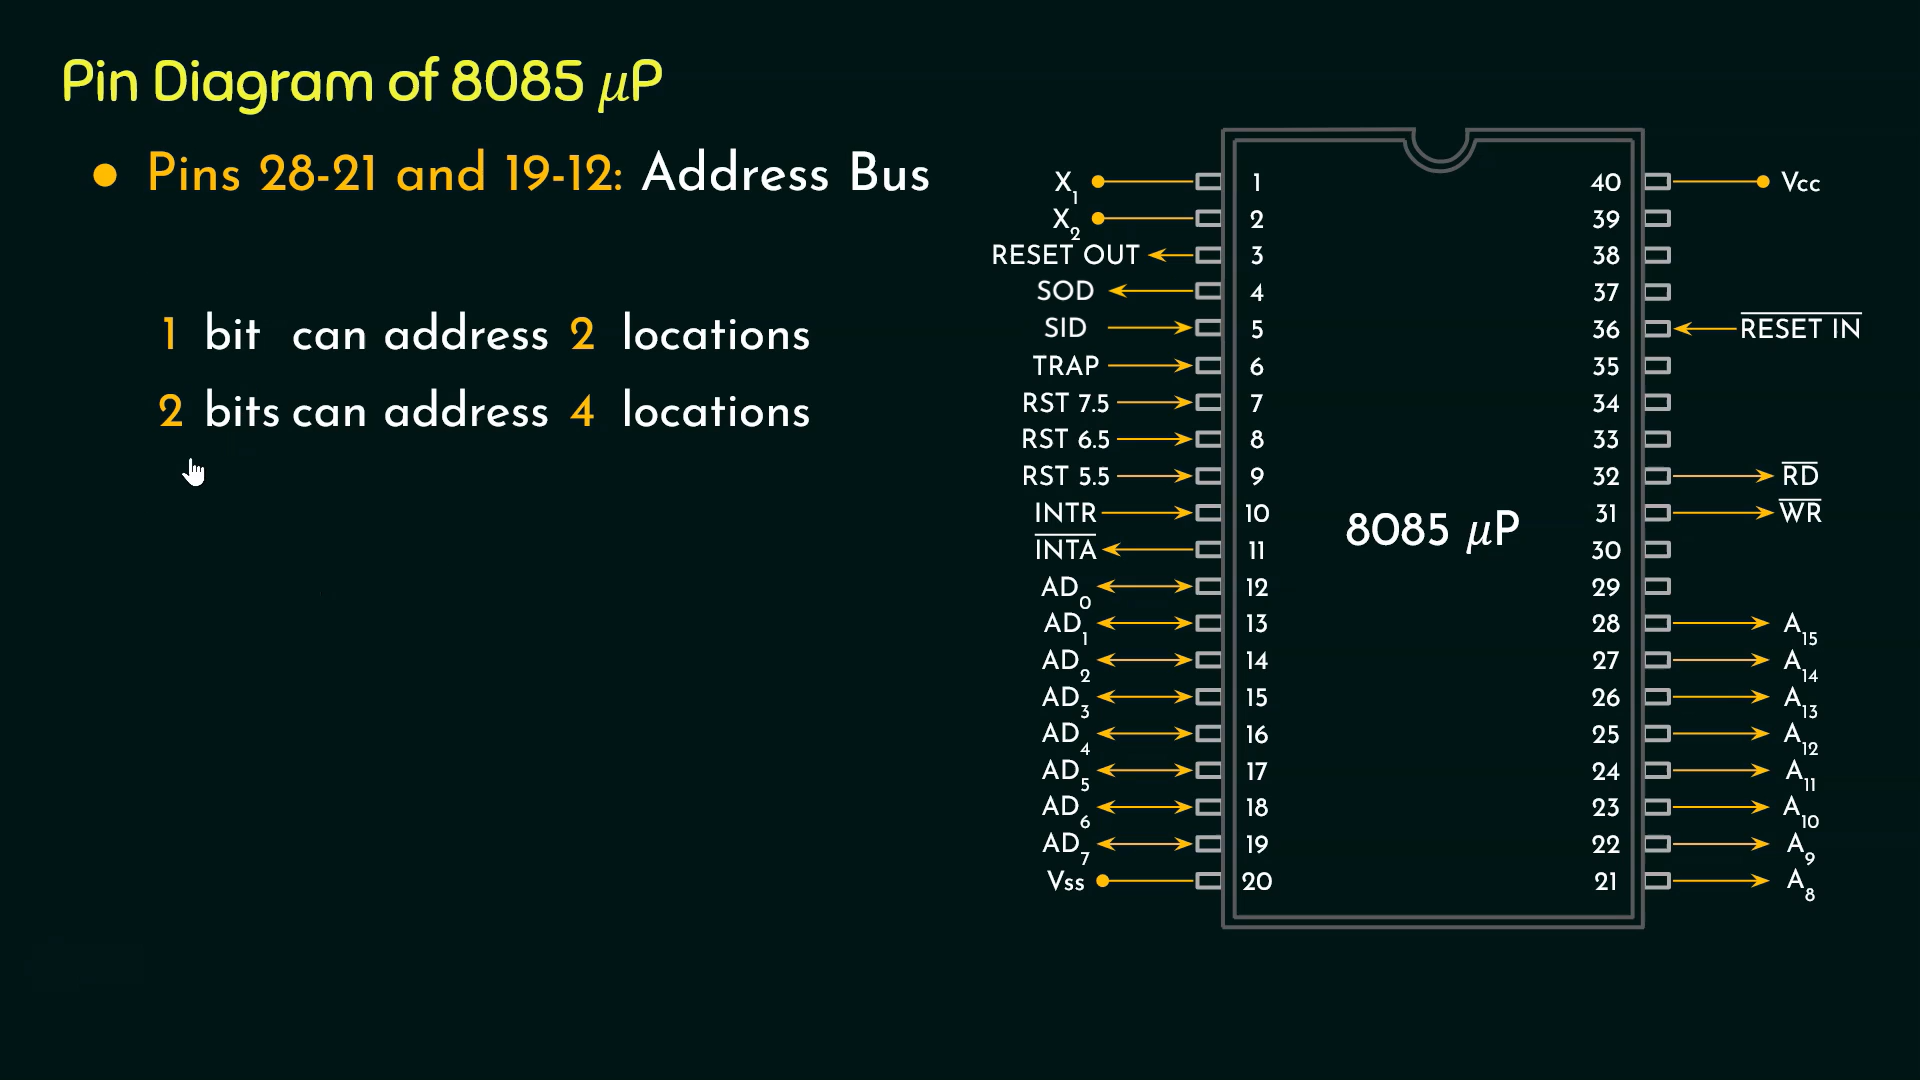 Pin Diagram of 8085 μP
● Pins 28-21 and 19-12: Address Bus
1 bit can address 2 locations
2 bits can address 4 locations
X₁ 1 40 Vcc
X₂ 2 39
RESET OUT 3 38
SOD 4 37
SID 5 36 R̅E̅S̅E̅T̅ ̅I̅N̅
TRAP 6 35
RST 7.5 7 34
RST 6.5 8 33
RST 5.5 9 32 R̅D̅
INTR 10 8085 μP 31 W̅R̅
I̅N̅T̅A̅ 11 30
AD₀ 12 29
AD₁ 13 28 A₁₅
AD₂ 14 27 A₁₄
AD₃ 15 26 A₁₃
AD₄ 16 25 A₁₂
AD₅ 17 24 A₁₁
AD₆ 18 23 A₁₀
AD₇ 19 22 A₉
Vss 20 21 A₈